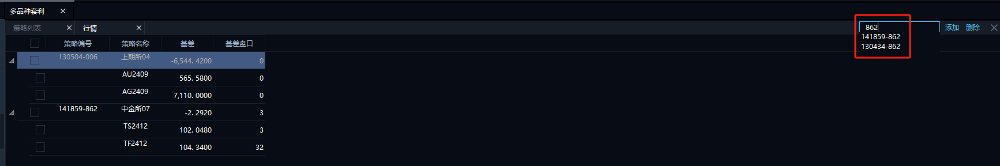 多品种套利
策略列表 行情 862 添加 删除
141859-862
130434-862
策略编号 策略名称 基差 基差盘口
130504-006 上期所04 -6,544.4200 0
AU2409 565.5800 0
AG2409 7,110.0000 0
141859-862 中金所07 -2.2920 3
TS2412 102.0480 3
TF2412 104.3400 32